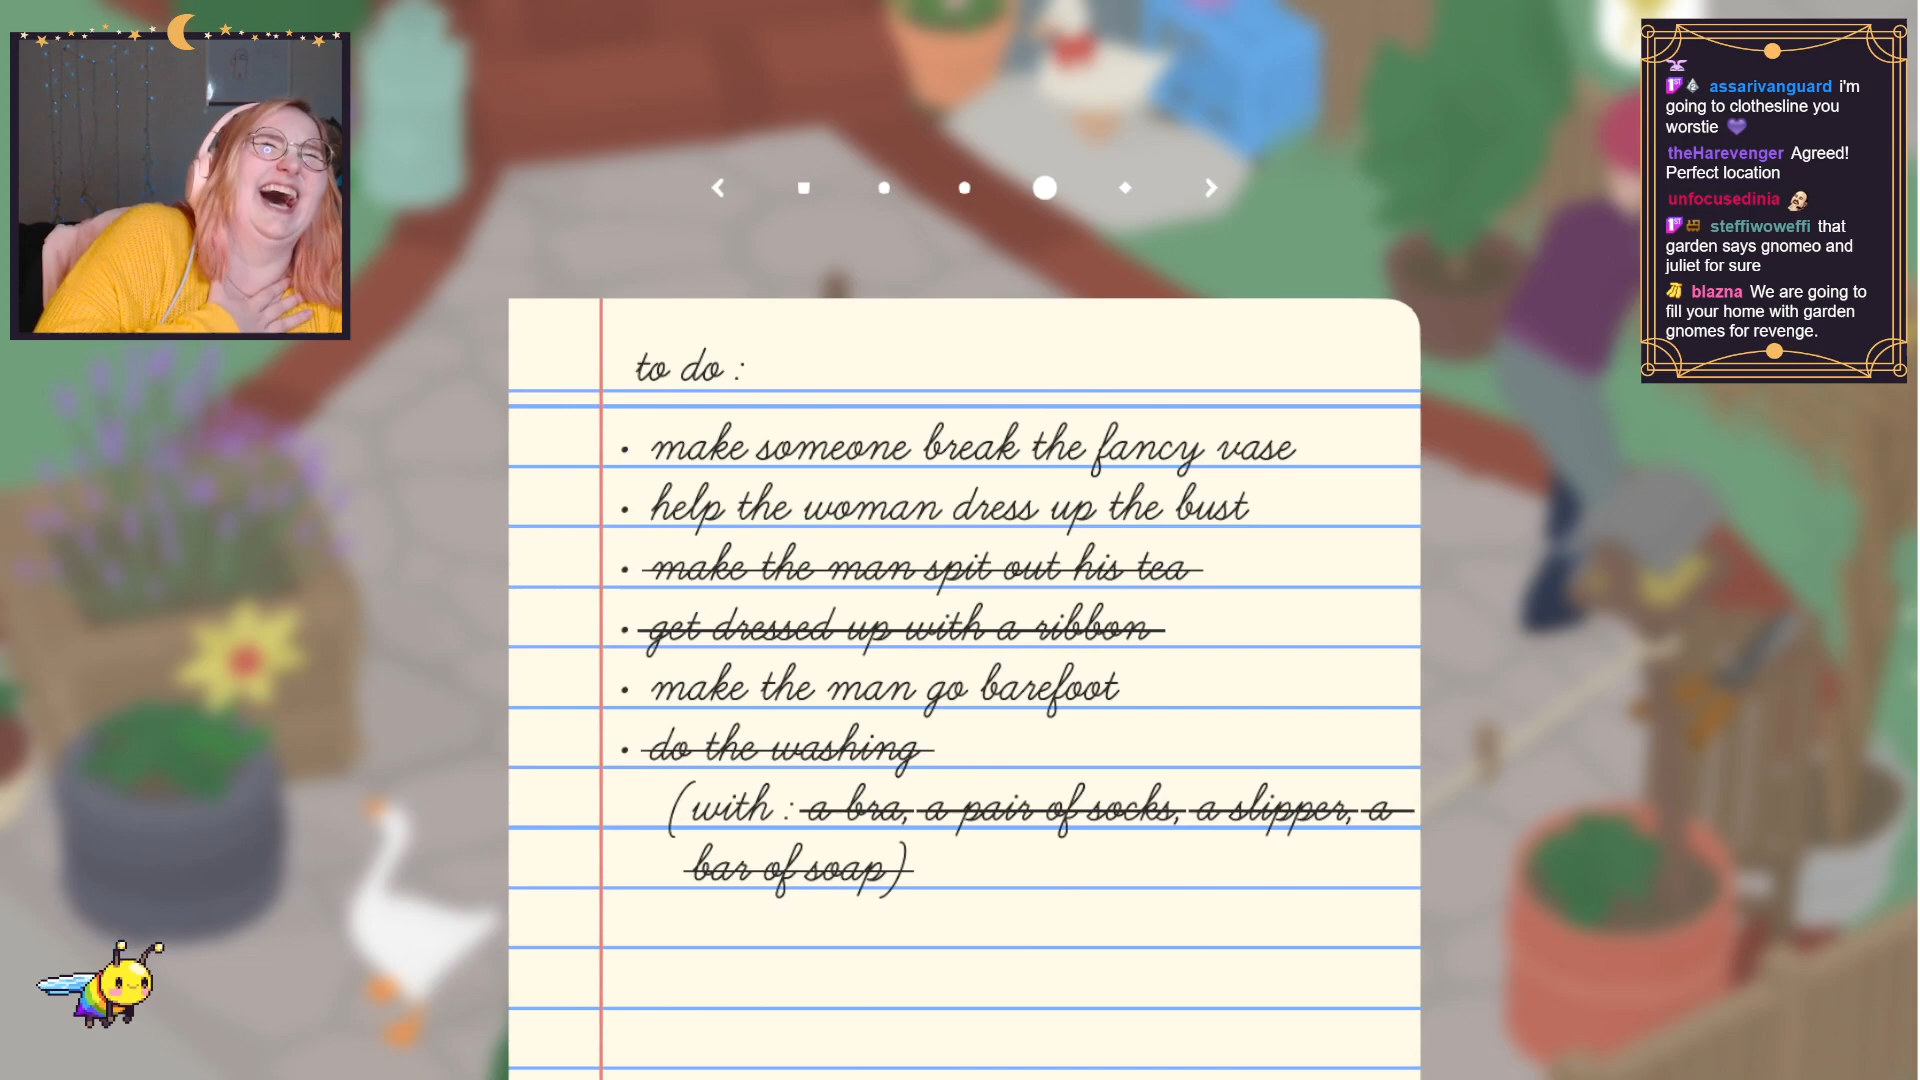 to do :
• make someone break the fancy vase
• help the woman dress up the bust
• make the man spit out his tea
• get dressed up with a ribbon
• make the man go barefoot
• do the washing
(with : a bra, a pair of socks, a slipper, a
bar of soap)
assarivanguard i'm
going to clothesline you
worstie
theHarevenger Agreed!
Perfect location
unfocusedinia
steffiwoweffi that
garden says gnomeo and
juliet for sure
blazna We are going to
fill your home with garden
gnomes for revenge.